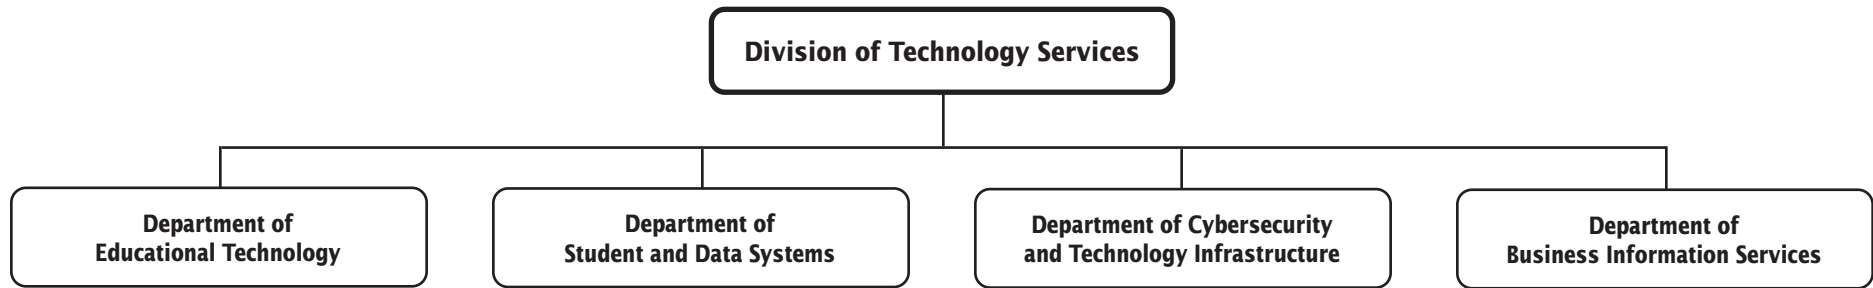 Division of Technology Services
Department of
Educational Technology
Department of
Student and Data Systems
Department of Cybersecurity
and Technology Infrastructure
Department of
Business Information Services